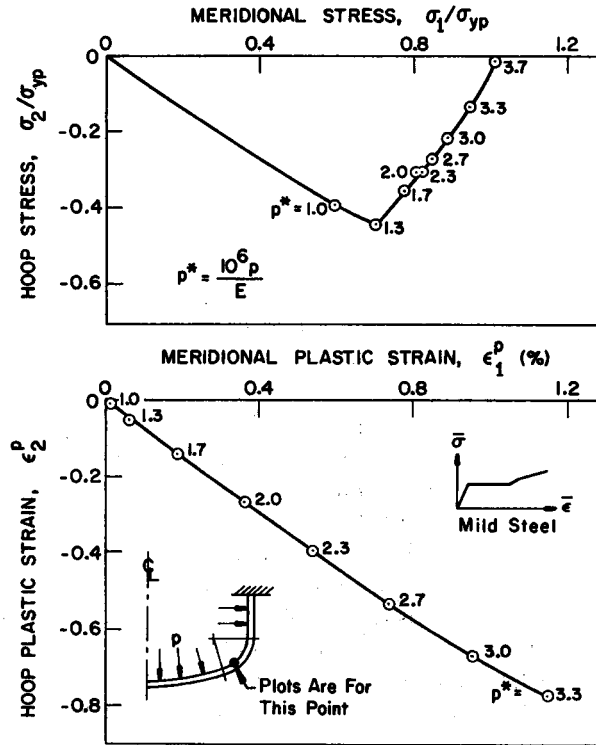 MERIDIONAL STRESS, σ₁/σyp
0 0.4 0.8 1.2
HOOP STRESS, σ₂/σyp
0
-0.2
-0.4
-0.6
3.7
3.3
3.0
2.7
2.0 2.3
1.7
p* = 1.0
1.3
p* = 10⁶p / E
MERIDIONAL PLASTIC STRAIN, ε₁ᵖ (%)
0 0.4 0.8 1.2
HOOP PLASTIC STRAIN, ε₂ᵖ
0
-0.2
-0.4
-0.6
-0.8
1.0
1.3
1.7
2.0
2.3
2.7
3.0
p* =
3.3
σ̄
ε̄
Mild Steel
℄
p
Plots Are For
This Point